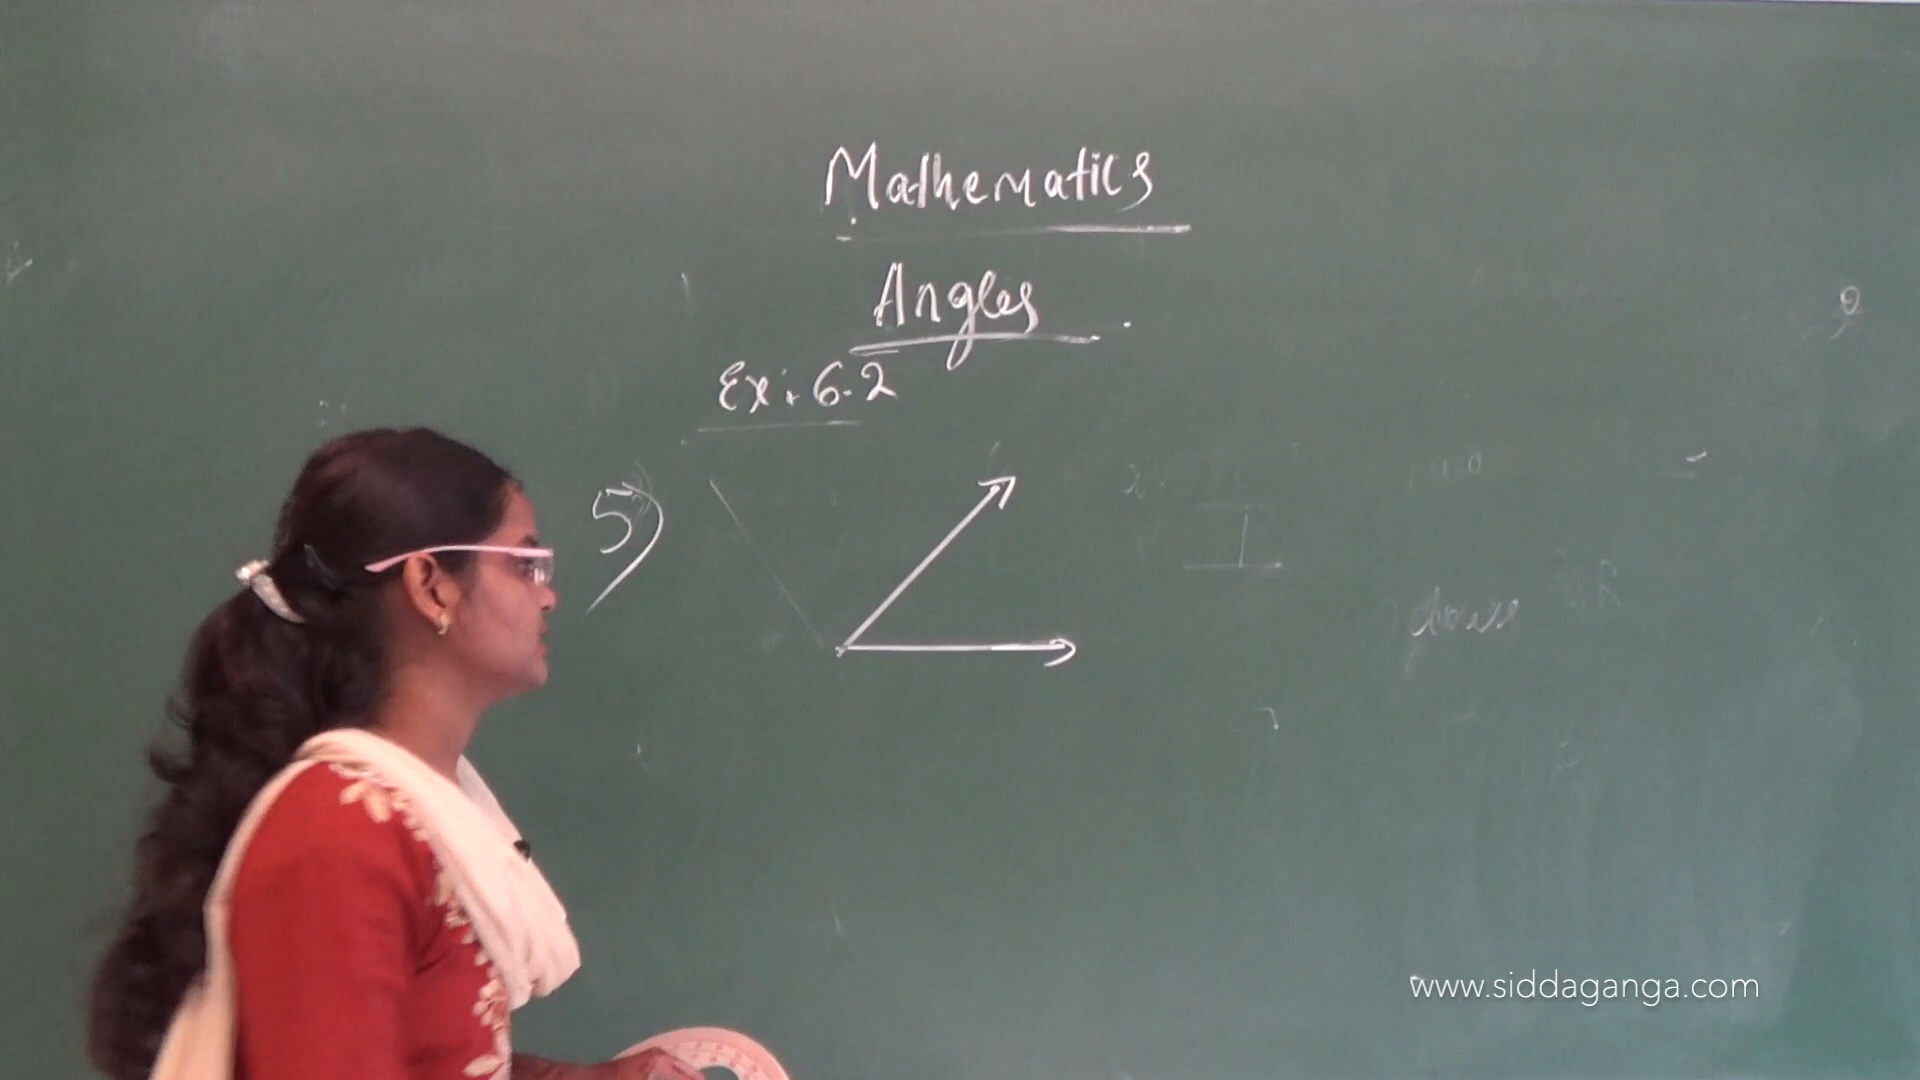 Mathematics
Angles
Ex: 6.2
5)
www.siddaganga.com